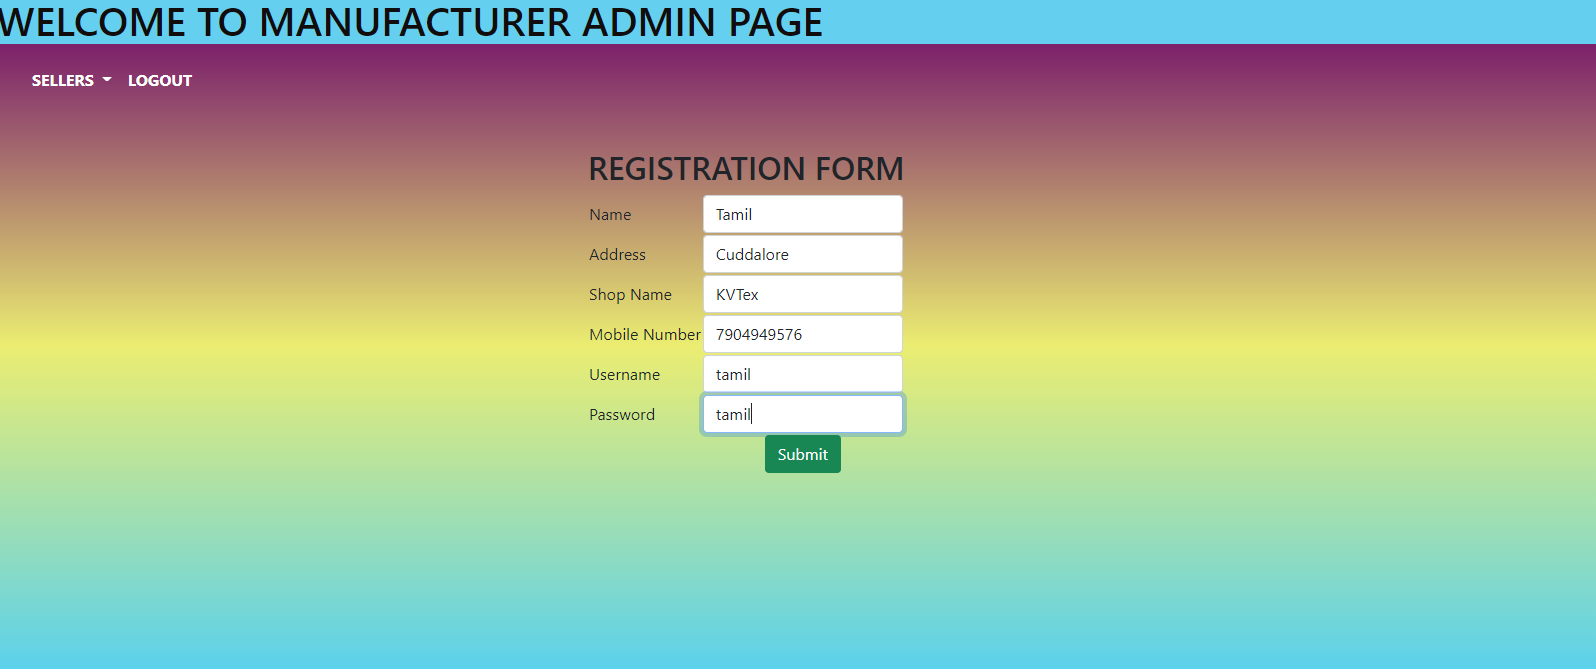 WELCOME TO MANUFACTURER ADMIN PAGE
SELLERS LOGOUT
REGISTRATION FORM
Name Tamil
Address Cuddalore
Shop Name KVTex
Mobile Number 7904949576
Username tamil
Password tamil
Submit